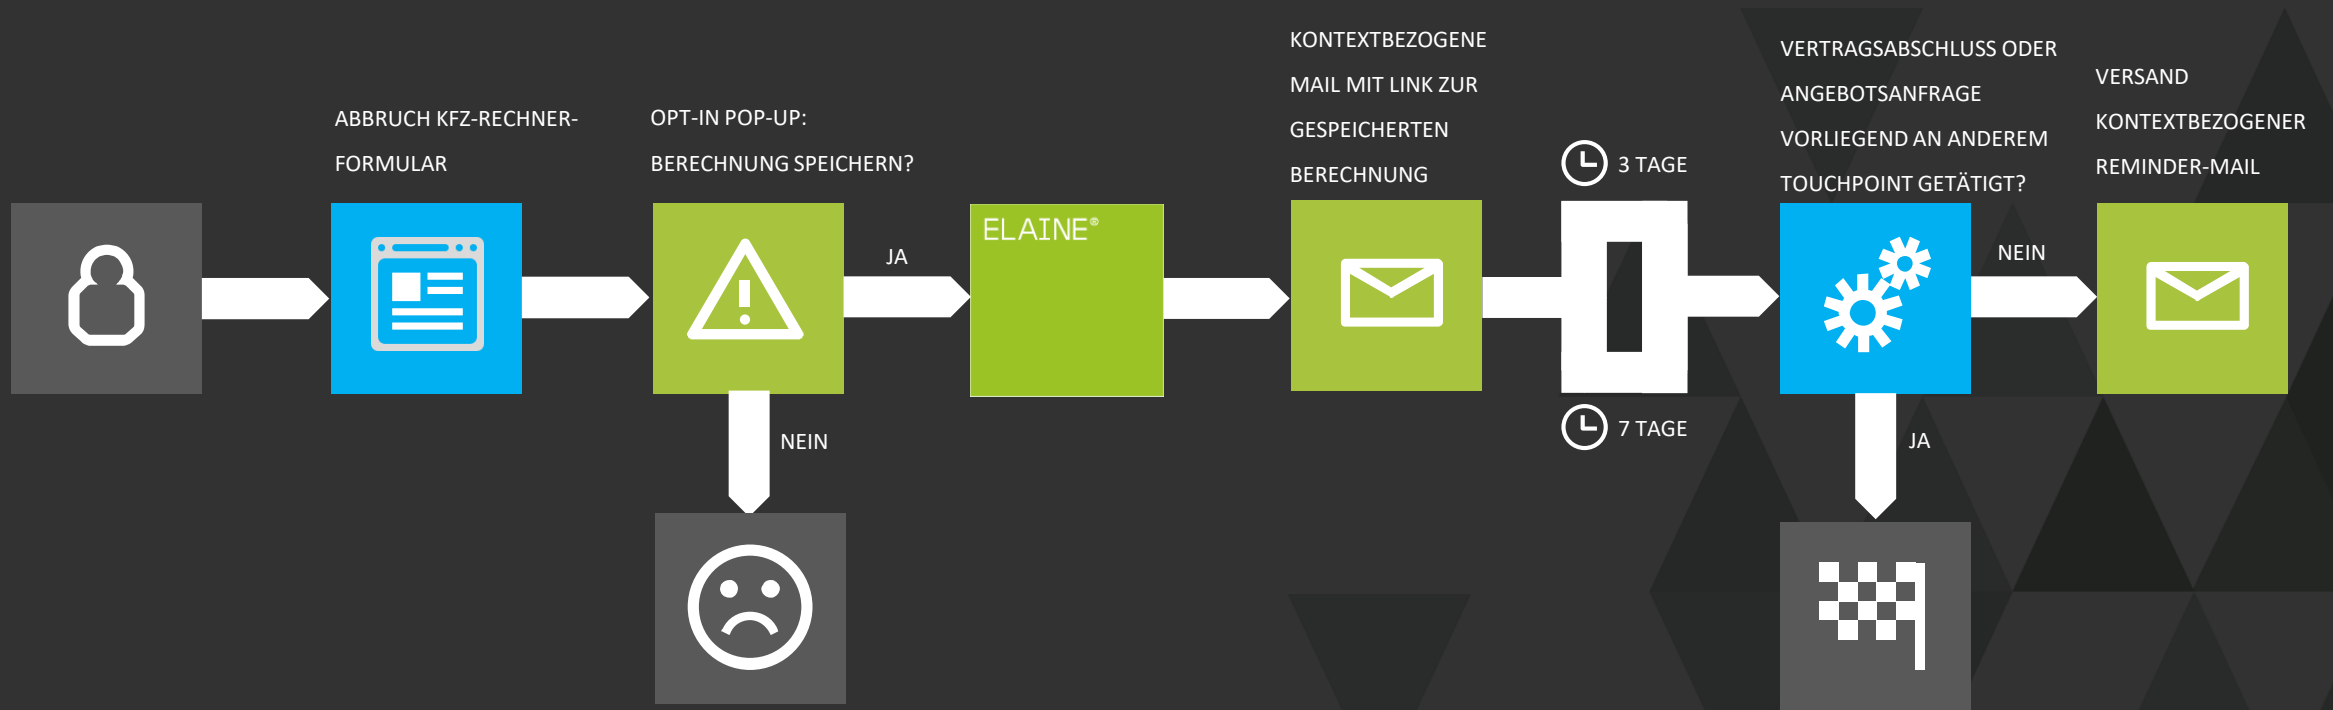 ABBRUCH KFZ-RECHNER-
FORMULAR
OPT-IN POP-UP:
BERECHNUNG SPEICHERN?
JA
NEIN
ELAINE®
KONTEXTBEZOGENE
MAIL MIT LINK ZUR
GESPEICHERTEN
BERECHNUNG
3 TAGE
7 TAGE
VERTRAGSABSCHLUSS ODER
ANGEBOTSANFRAGE
VORLIEGEND AN ANDEREM
TOUCHPOINT GETÄTIGT?
NEIN
JA
VERSAND
KONTEXTBEZOGENER
REMINDER-MAIL